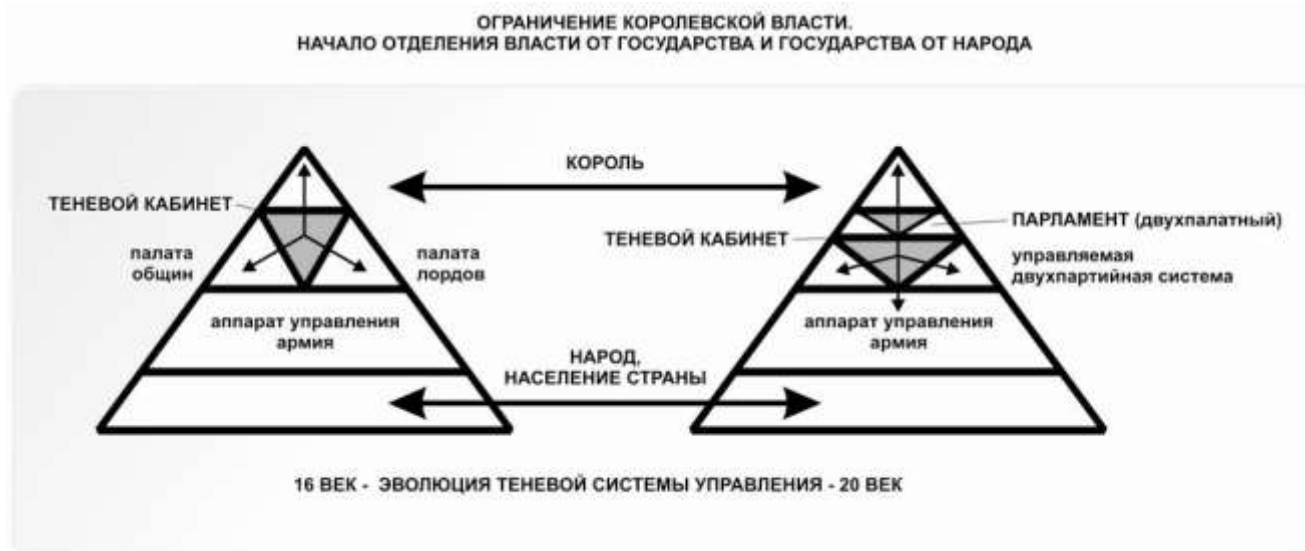 ОГРАНИЧЕНИЕ КОРОЛЕВСКОЙ ВЛАСТИ.
НАЧАЛО ОТДЕЛЕНИЯ ВЛАСТИ ОТ ГОСУДАРСТВА И ГОСУДАРСТВА ОТ НАРОДА
КОРОЛЬ
ТЕНЕВОЙ КАБИНЕТ
палата
общин
палата
лордов
аппарат управления
армия
ПАРЛАМЕНТ (двухпалатный)
ТЕНЕВОЙ КАБИНЕТ
управляемая
двухпартийная система
аппарат управления
армия
НАРОД,
НАСЕЛЕНИЕ СТРАНЫ
16 ВЕК - ЭВОЛЮЦИЯ ТЕНЕВОЙ СИСТЕМЫ УПРАВЛЕНИЯ - 20 ВЕК